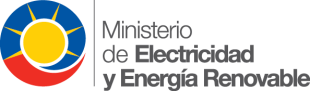 Ministerio
de Electricidad
y Energía Renovable